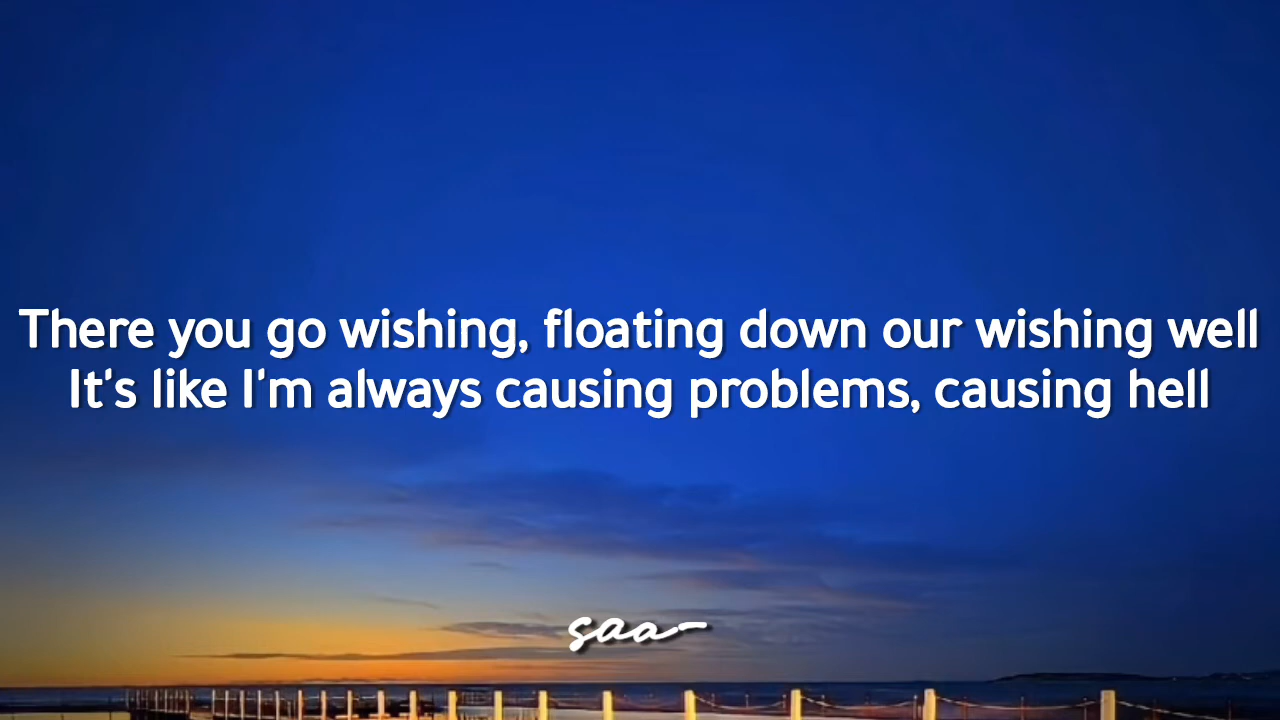 There you go wishing, floating down our wishing well
It's like I'm always causing problems, causing hell
saa-